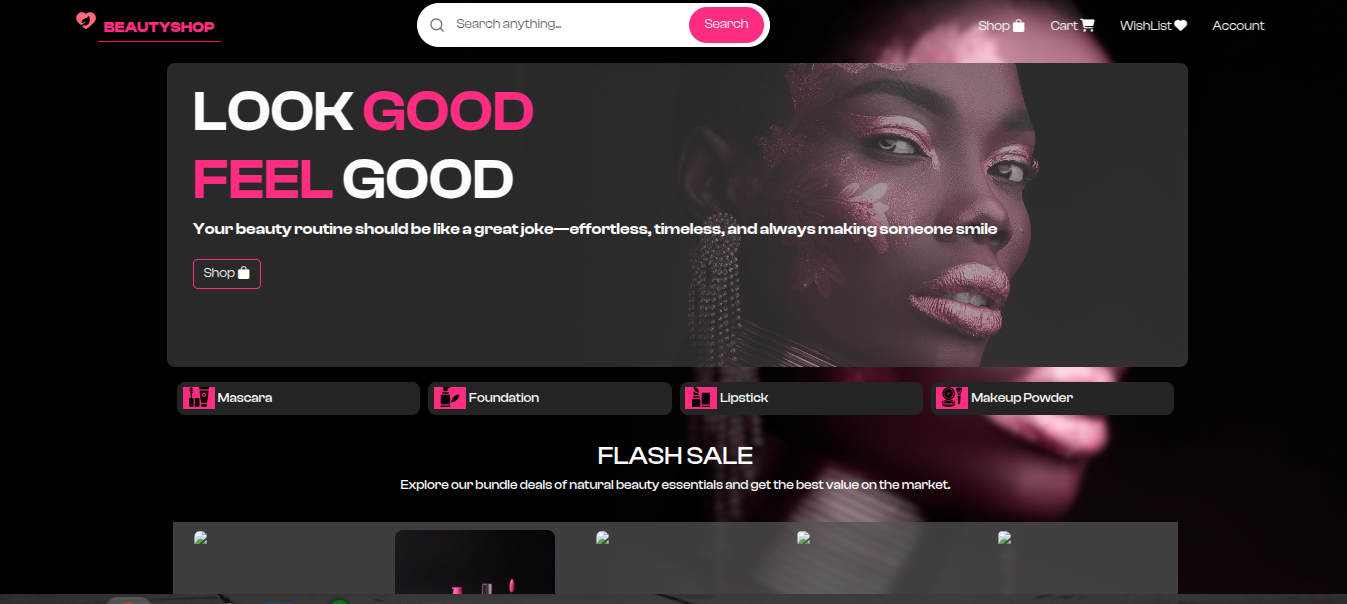 BEAUTYSHOP
Search anything...
Search
Shop
Cart
WishList
Account
LOOK GOOD
FEEL GOOD
Your beauty routine should be like a great joke—effortless, timeless, and always making someone smile
Shop
Mascara
Foundation
Lipstick
Makeup Powder
FLASH SALE
Explore our bundle deals of natural beauty essentials and get the best value on the market.